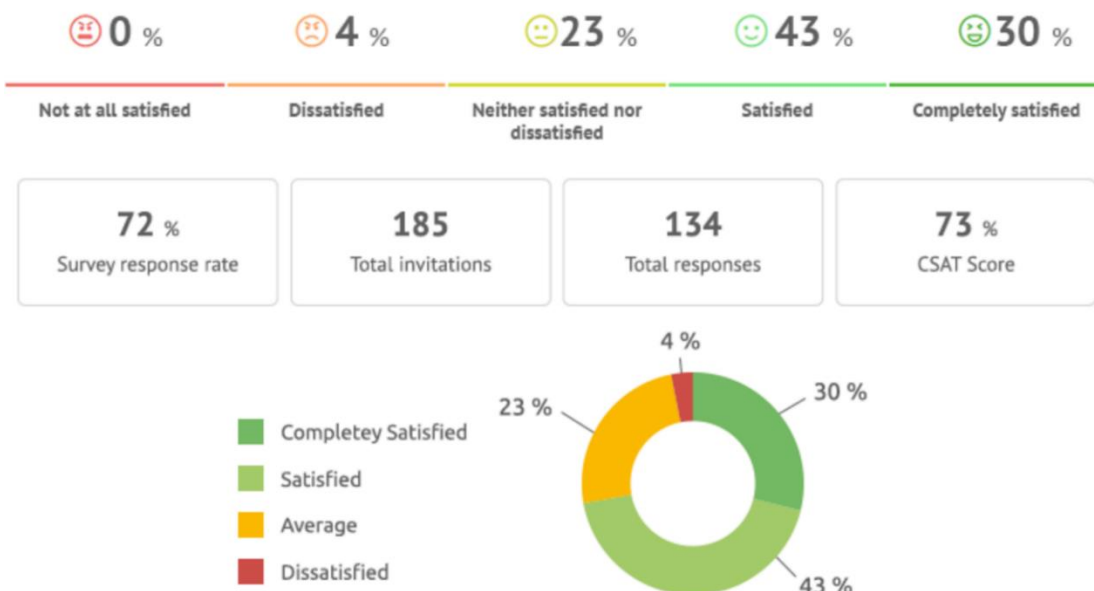 0 % 4 % 23 % 43 % 30 %
Not at all satisfied Dissatisfied Neither satisfied nor Satisfied Completely satisfied
dissatisfied
72 % 185 134 73 %
Survey response rate Total invitations Total responses CSAT Score
4 %
30 %
23 %
Completey Satisfied
Satisfied
Average
Dissatisfied
43 %